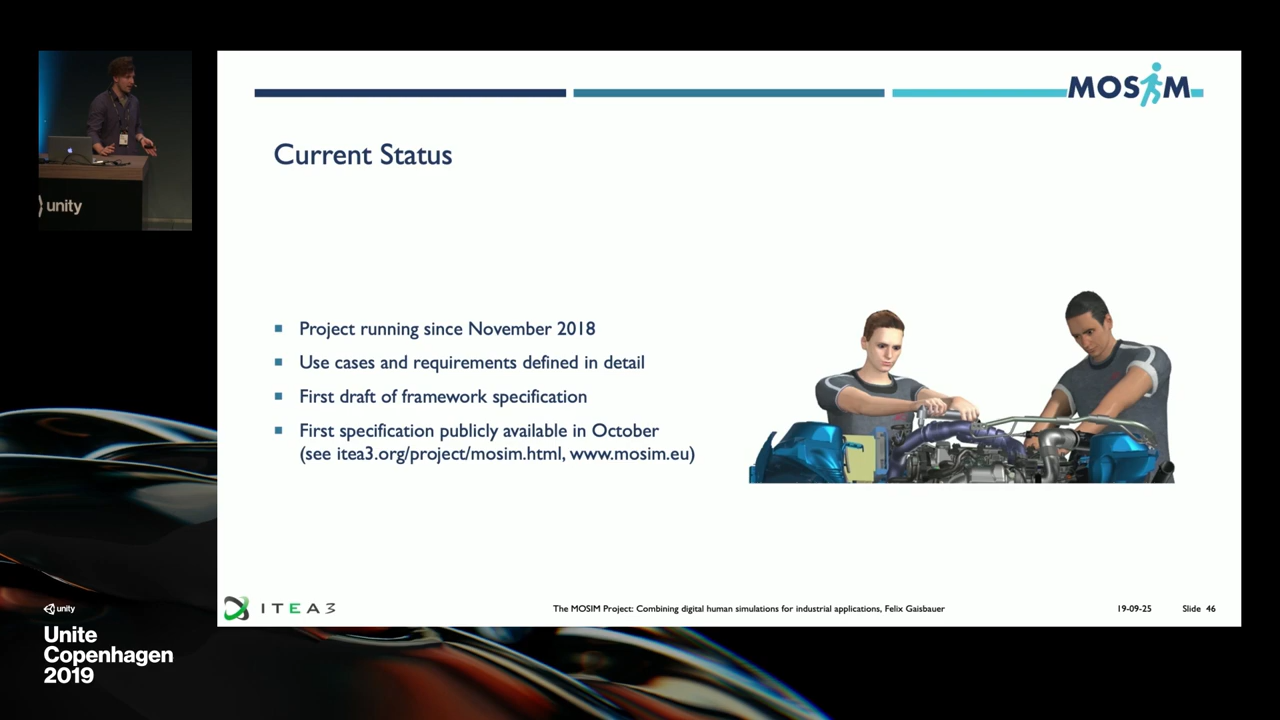 unity
MOSIM
Current Status
Project running since November 2018
Use cases and requirements defined in detail
First draft of framework specification
First specification publicly available in October
(see itea3.org/project/mosim.html, www.mosim.eu)
unity
Unite
Copenhagen
2019
ITEA3
The MOSIM Project: Combining digital human simulations for industrial applications, Felix Gaisbauer
19-09-25
Slide 46